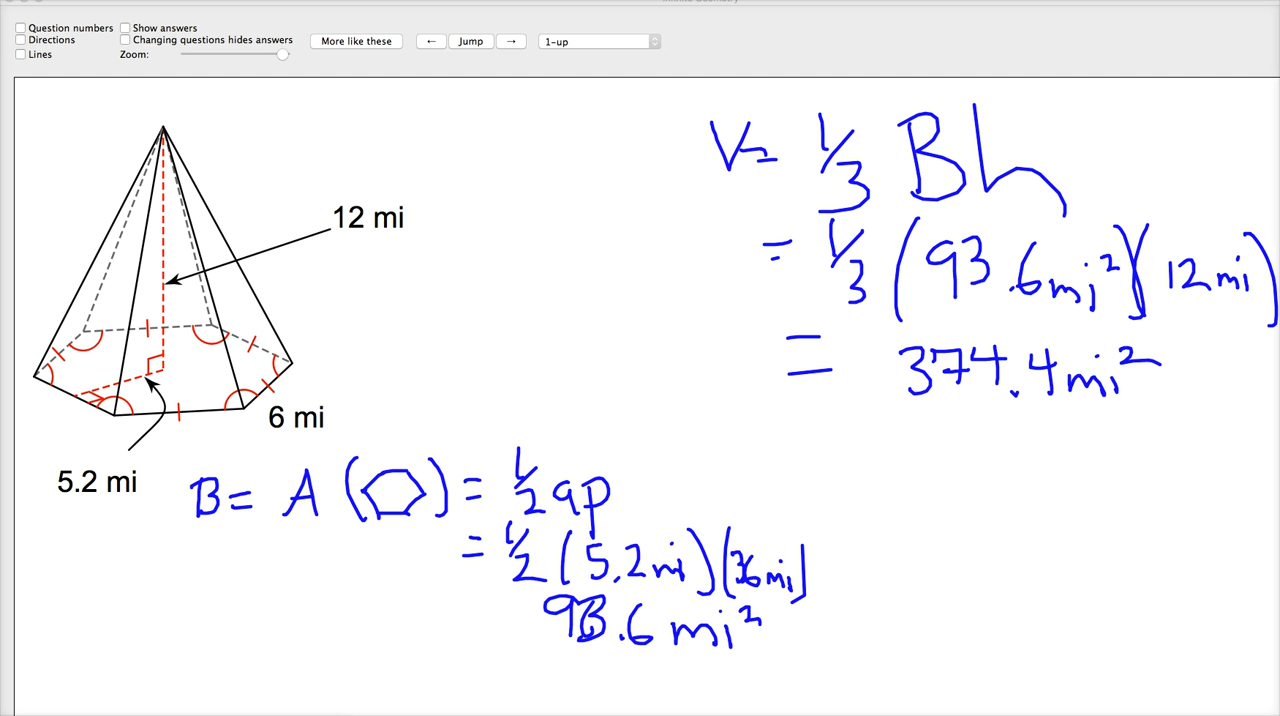 Question numbers
Show answers
Directions
Changing questions hides answers
Lines
Zoom:
More like these
←
Jump
→
1-up
12 mi
6 mi
5.2 mi
V = 1/3 Bh
= 1/3 (93.6 mi²)(12 mi)
= 374.4 mi²
B = A (⬡) = 1/2 ap
= 1/2 (5.2 mi)(36 mi)
93.6 mi²